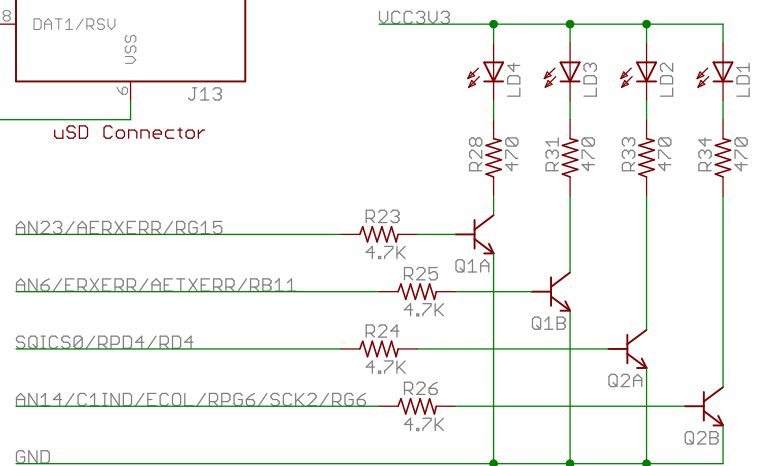 8
DAT1/RSV
VSS
6
J13
uSD Connector
VCC3V3
LD4
LD3
LD2
LD1
R28
470
R31
470
R33
470
R34
470
AN23/AERXERR/RG15
R23
4.7K
Q1A
AN6/ERXERR/AETXERR/RB11
R25
4.7K
Q1B
SQICS0/RPD4/RD4
R24
4.7K
Q2A
AN14/C1IND/ECOL/RPG6/SCK2/RG6
R26
4.7K
Q2B
GND